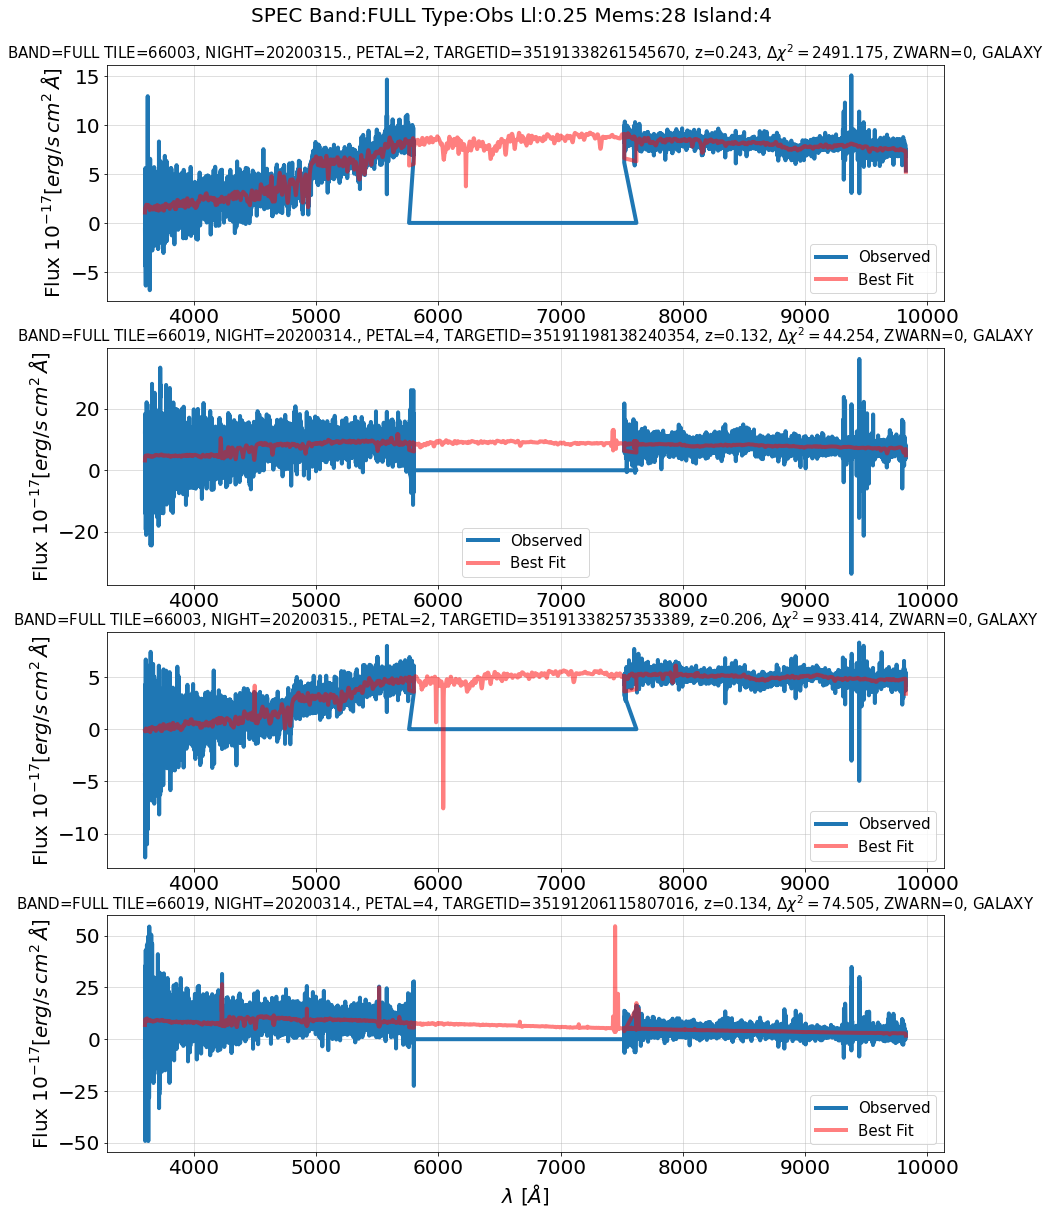 SPEC Band:FULL Type:Obs Ll:0.25 Mems:28 Island:4
BAND=FULL TILE=66003, NIGHT=20200315., PETAL=2, TARGETID=35191338261545670, z=0.243, Δχ²=2491.175, ZWARN=0, GALAXY
Flux 10⁻¹⁷[erg/s cm² Å]
15
10
5
0
−5
Observed
Best Fit
4000 5000 6000 7000 8000 9000 10000
BAND=FULL TILE=66019, NIGHT=20200314., PETAL=4, TARGETID=35191198138240354, z=0.132, Δχ²=44.254, ZWARN=0, GALAXY
Flux 10⁻¹⁷[erg/s cm² Å]
20
0
−20
Observed
Best Fit
4000 5000 6000 7000 8000 9000 10000
BAND=FULL TILE=66003, NIGHT=20200315., PETAL=2, TARGETID=35191338257353389, z=0.206, Δχ²=933.414, ZWARN=0, GALAXY
Flux 10⁻¹⁷[erg/s cm² Å]
5
0
−5
−10
Observed
Best Fit
4000 5000 6000 7000 8000 9000 10000
BAND=FULL TILE=66019, NIGHT=20200314., PETAL=4, TARGETID=35191206115807016, z=0.134, Δχ²=74.505, ZWARN=0, GALAXY
Flux 10⁻¹⁷[erg/s cm² Å]
50
25
0
−25
−50
Observed
Best Fit
4000 5000 6000 7000 8000 9000 10000
λ [Å]